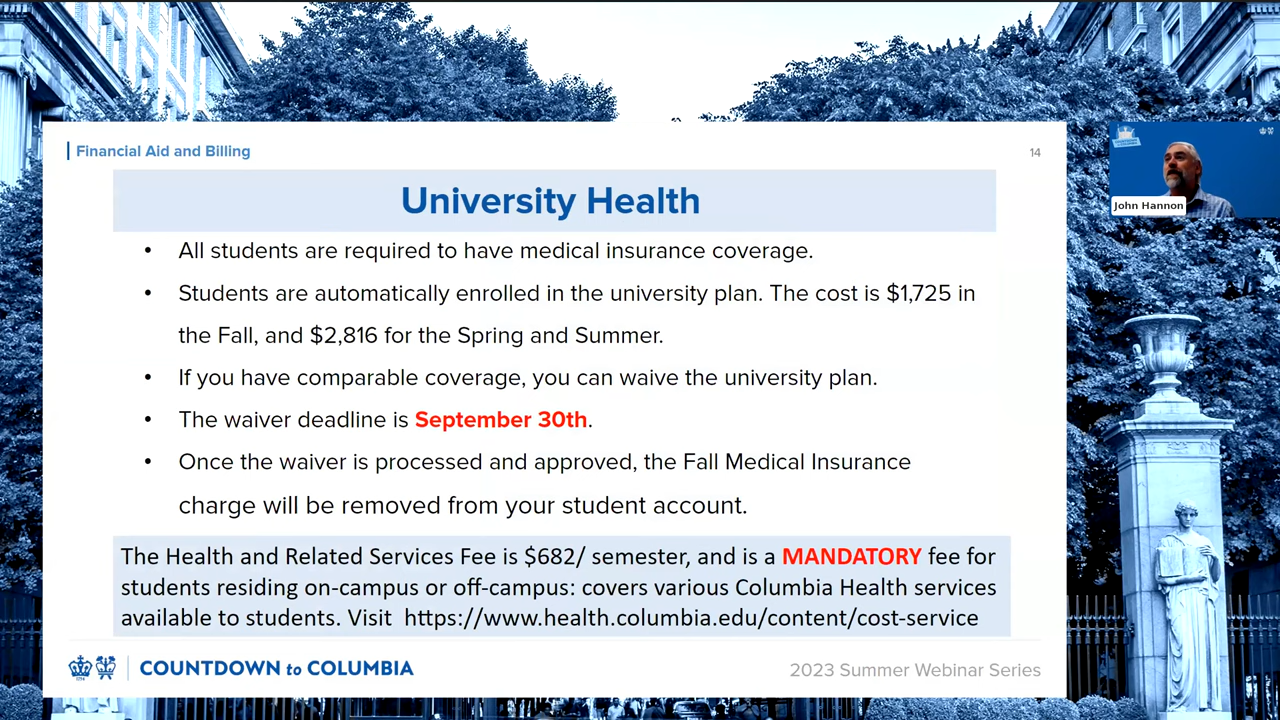 Financial Aid and Billing
14
University Health
• All students are required to have medical insurance coverage.
• Students are automatically enrolled in the university plan. The cost is $1,725 in
the Fall, and $2,816 for the Spring and Summer.
• If you have comparable coverage, you can waive the university plan.
• The waiver deadline is September 30th.
• Once the waiver is processed and approved, the Fall Medical Insurance
charge will be removed from your student account.
The Health and Related Services Fee is $682/ semester, and is a MANDATORY fee for
students residing on-campus or off-campus: covers various Columbia Health services
available to students. Visit https://www.health.columbia.edu/content/cost-service
COUNTDOWN to COLUMBIA
2023 Summer Webinar Series
John Hannon